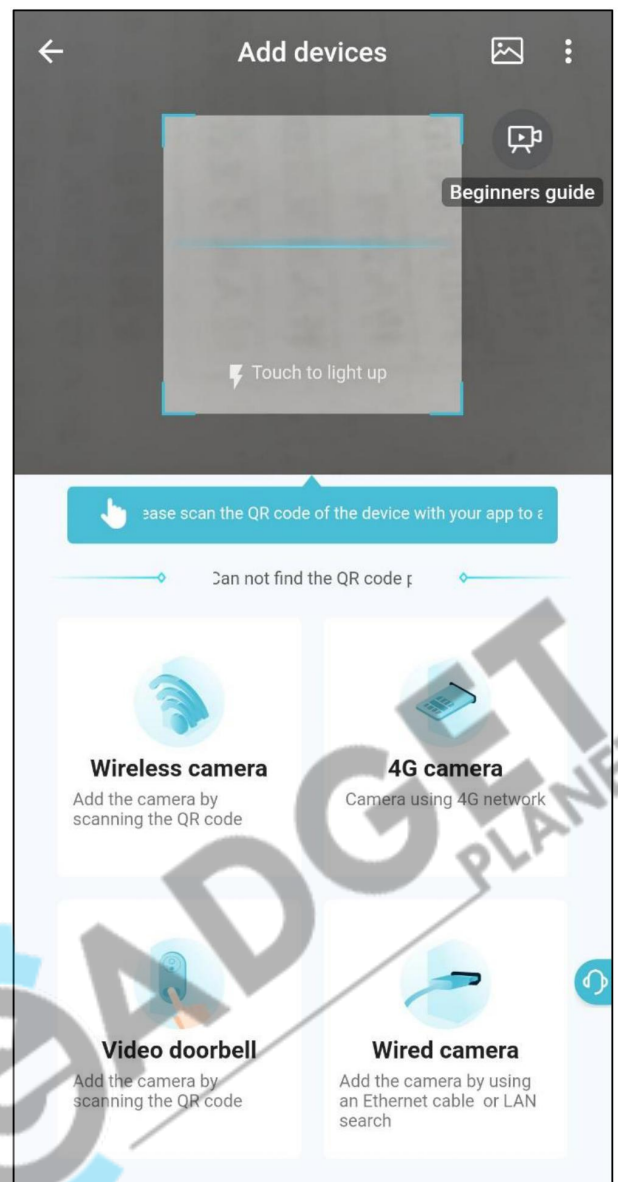 Add devices
Beginners guide
Touch to light up
ease scan the QR code of the device with your app to a
Can not find the QR code p
Wireless camera
Add the camera by
scanning the QR code
4G camera
Camera using 4G network
Video doorbell
Add the camera by
scanning the QR code
Wired camera
Add the camera by using
an Ethernet cable or LAN
search
GADGET
PLANET